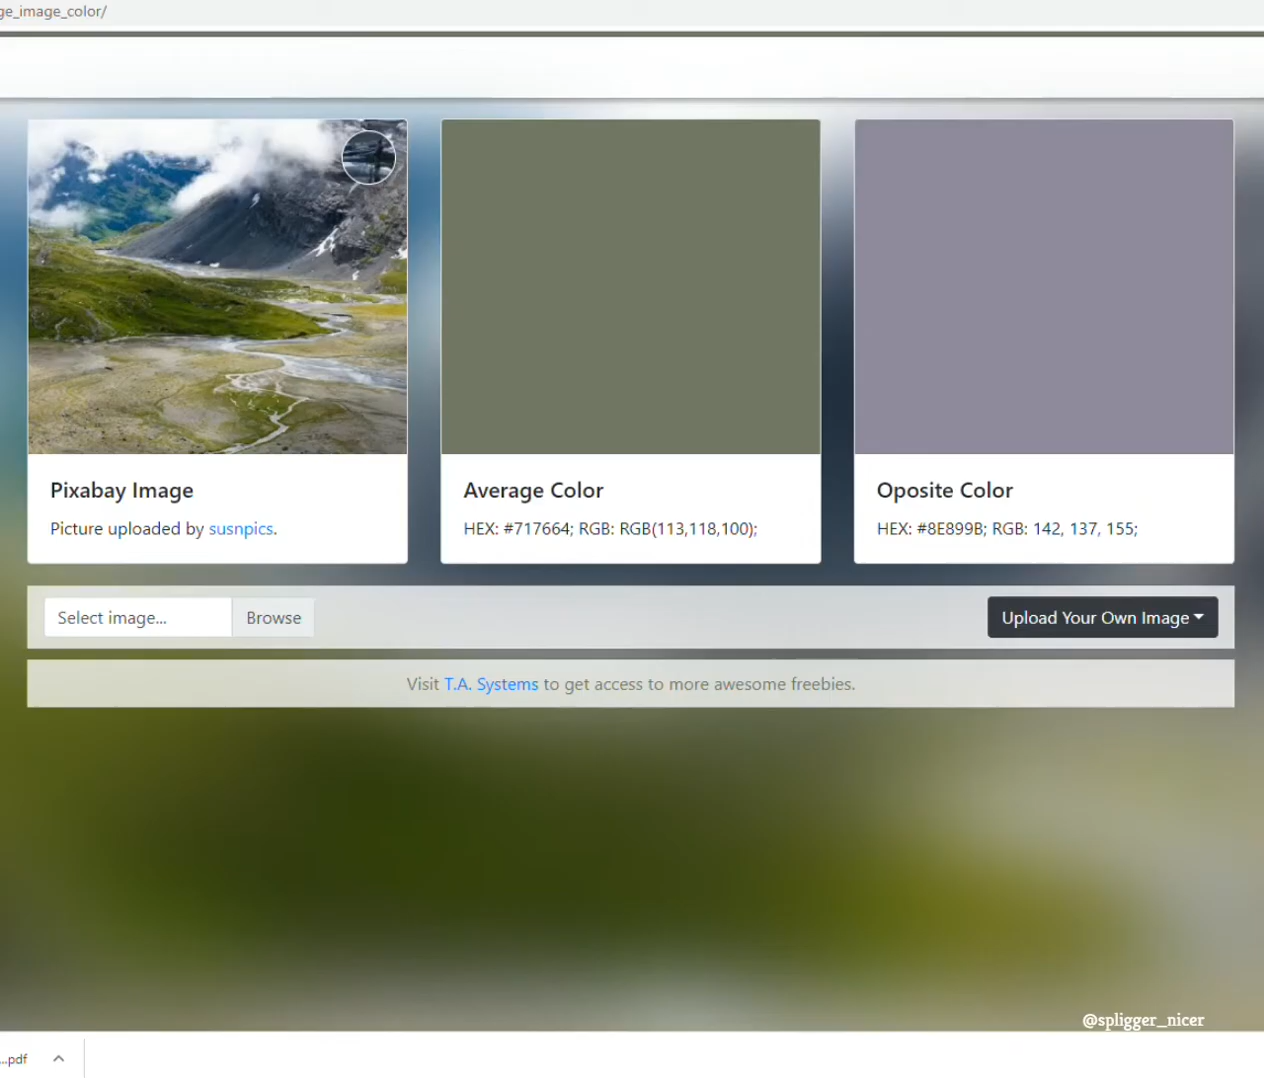 ge_image_color/
Pixabay Image
Picture uploaded by susnpics.
Average Color
HEX: #717664; RGB: RGB(113,118,100);
Oposite Color
HEX: #8E899B; RGB: 142, 137, 155;
Select image...
Browse
Upload Your Own Image
Visit T.A. Systems to get access to more awesome freebies.
@spligger_nicer
...pdf